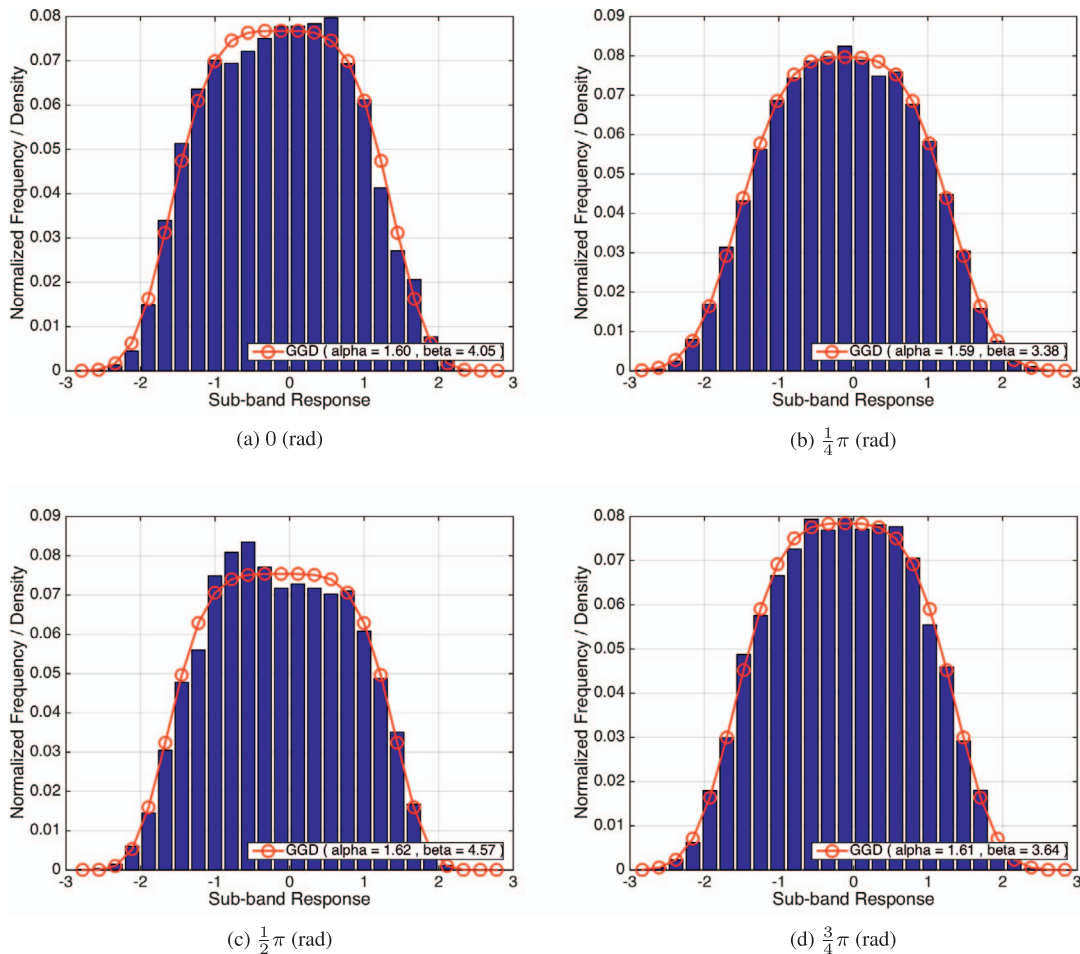 0.08
0.07
0.06
0.05
0.04
0.03
0.02
0.01
0
Normalized Frequency / Density
GGD ( alpha = 1.60 , beta = 4.05 )
-3 -2 -1 0 1 2 3
Sub-band Response
(a) 0 (rad)
0.09
0.08
0.07
0.06
0.05
0.04
0.03
0.02
0.01
0
Normalized Frequency / Density
GGD ( alpha = 1.59 , beta = 3.38 )
-3 -2 -1 0 1 2 3
Sub-band Response
(b) \frac{1}{4}π (rad)
0.09
0.08
0.07
0.06
0.05
0.04
0.03
0.02
0.01
0
Normalized Frequency / Density
GGD ( alpha = 1.62 , beta = 4.57 )
-3 -2 -1 0 1 2 3
Sub-band Response
(c) \frac{1}{2}π (rad)
0.08
0.07
0.06
0.05
0.04
0.03
0.02
0.01
0
Normalized Frequency / Density
GGD ( alpha = 1.61 , beta = 3.64 )
-3 -2 -1 0 1 2 3
Sub-band Response
(d) \frac{3}{4}π (rad)